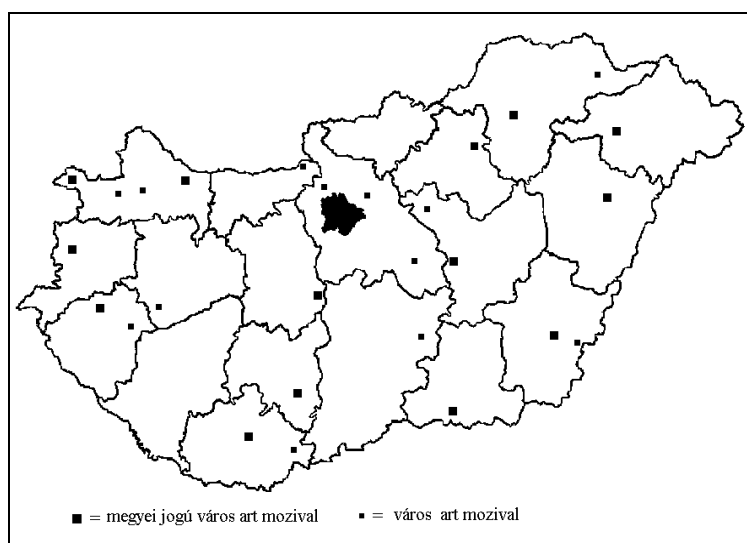 = megyei jogú város art mozival = város art mozival